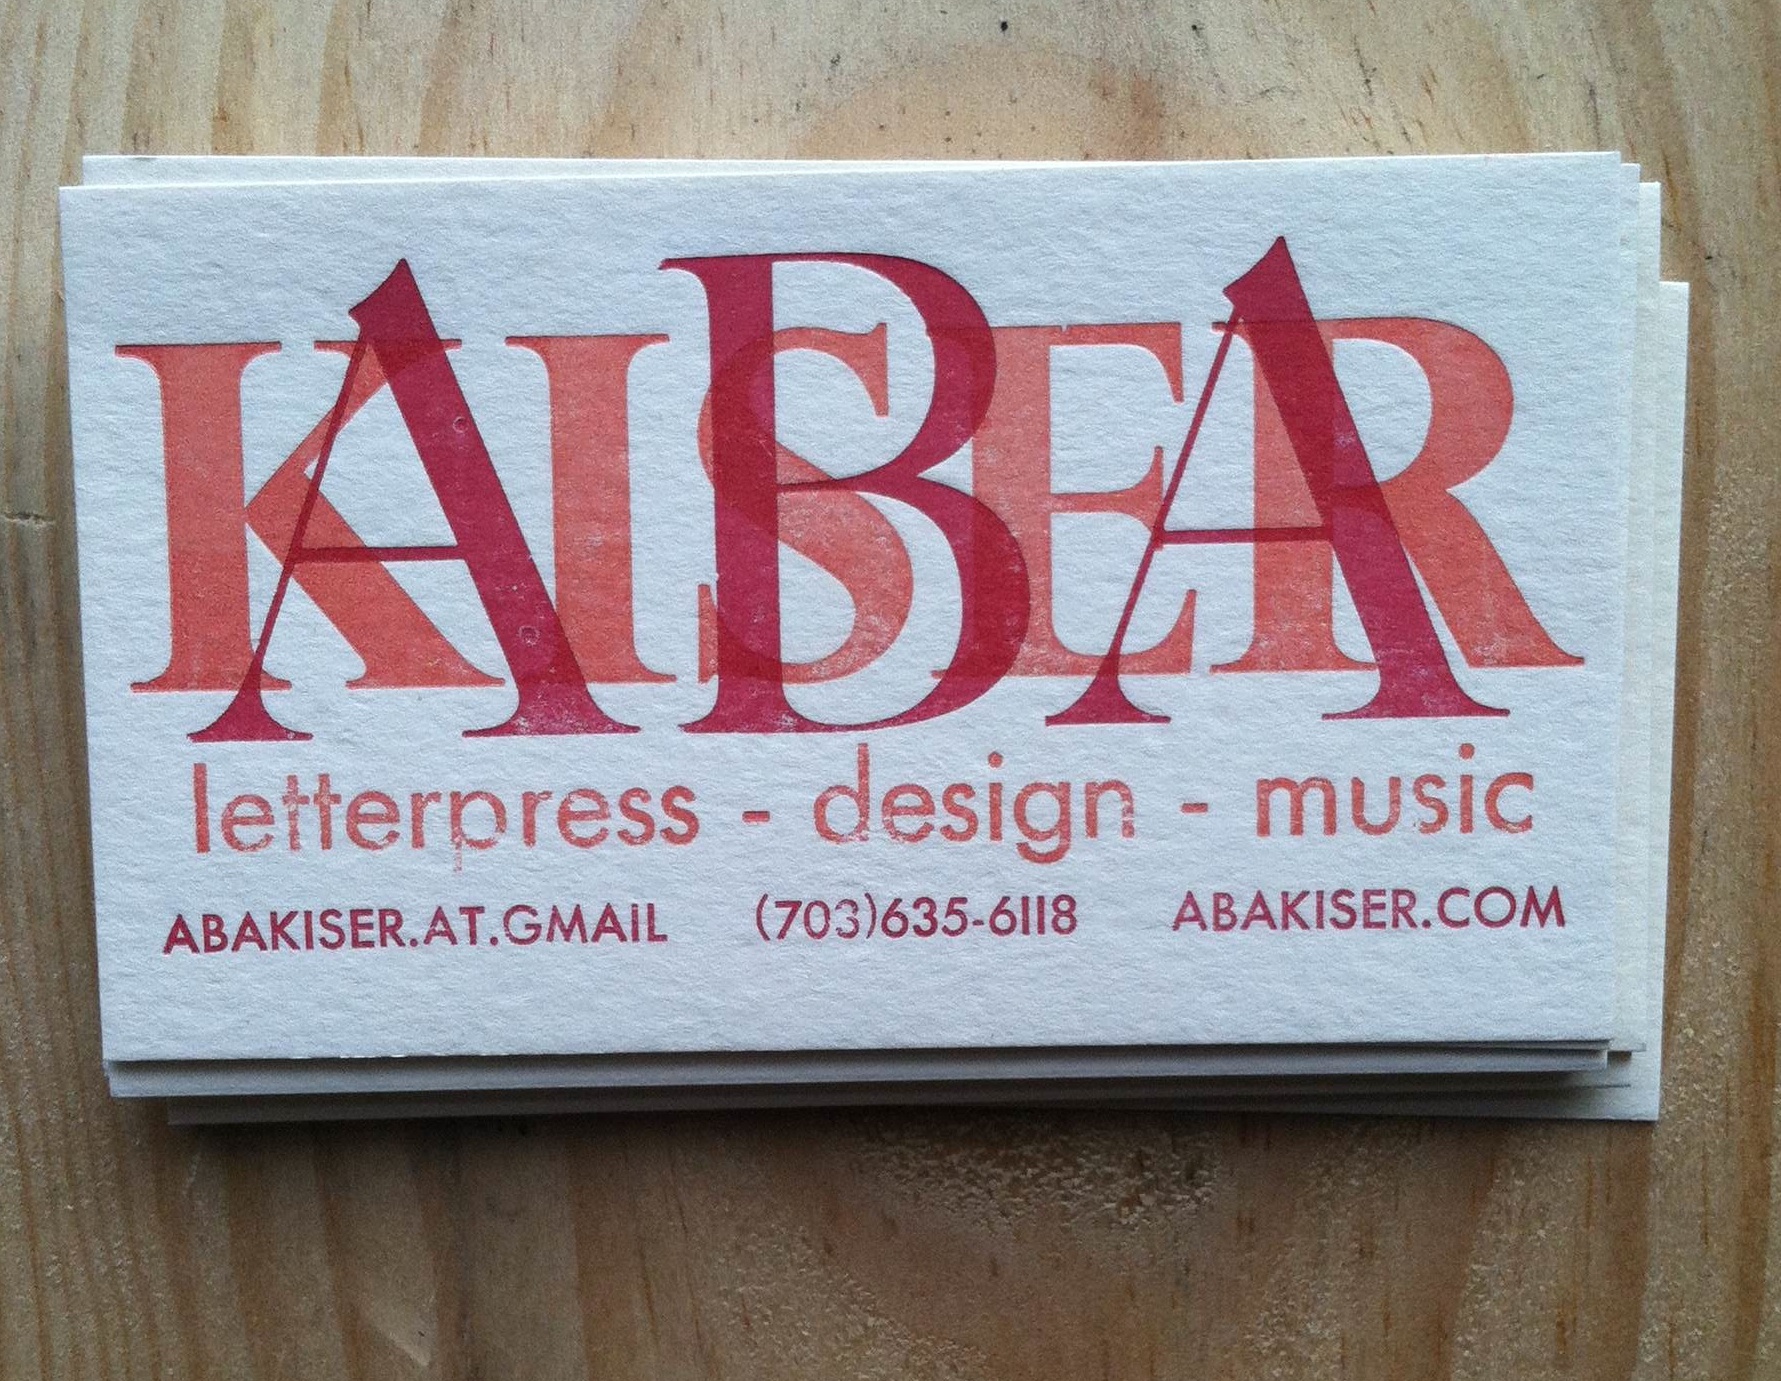 ABA
KISER
letterpress - design - music
ABAKISER.AT.GMAiL (703)635-6118 ABAKISER.COM